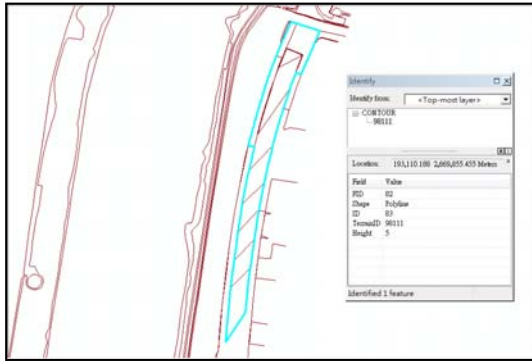 Identify
Identify from: <Top-most layer>
CONTOUR
98111
Location: 193,110.168 2,669,855.455 Meters
Field Value
FID 82
Shape Polyline
ID 83
TerrainID 98111
Height 5
Identified 1 feature